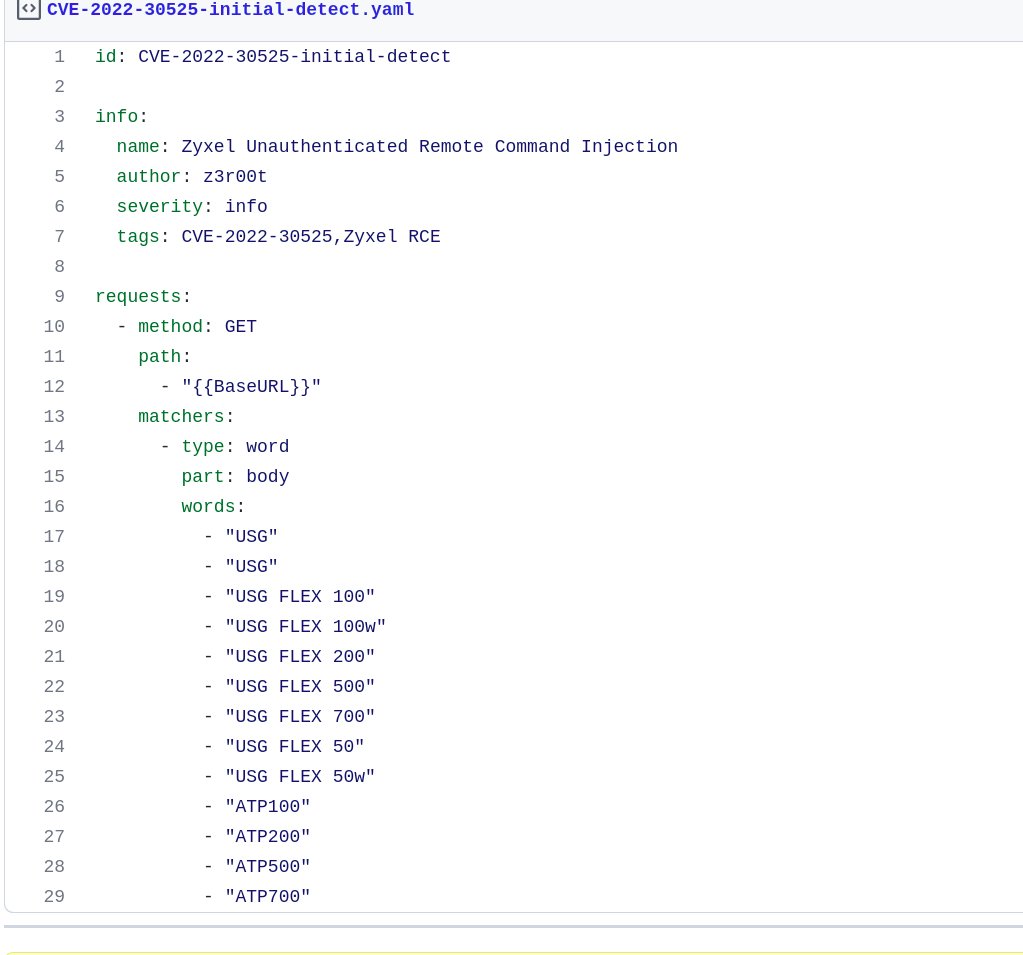 CVE-2022-30525-initial-detect.yaml
1 id: CVE-2022-30525-initial-detect
2
3 info:
4   name: Zyxel Unauthenticated Remote Command Injection
5   author: z3r00t
6   severity: info
7   tags: CVE-2022-30525,Zyxel RCE
8
9 requests:
10   - method: GET
11     path:
12       - "{{BaseURL}}"
13     matchers:
14       - type: word
15         part: body
16         words:
17           - "USG"
18           - "USG"
19           - "USG FLEX 100"
20           - "USG FLEX 100w"
21           - "USG FLEX 200"
22           - "USG FLEX 500"
23           - "USG FLEX 700"
24           - "USG FLEX 50"
25           - "USG FLEX 50w"
26           - "ATP100"
27           - "ATP200"
28           - "ATP500"
29           - "ATP700"